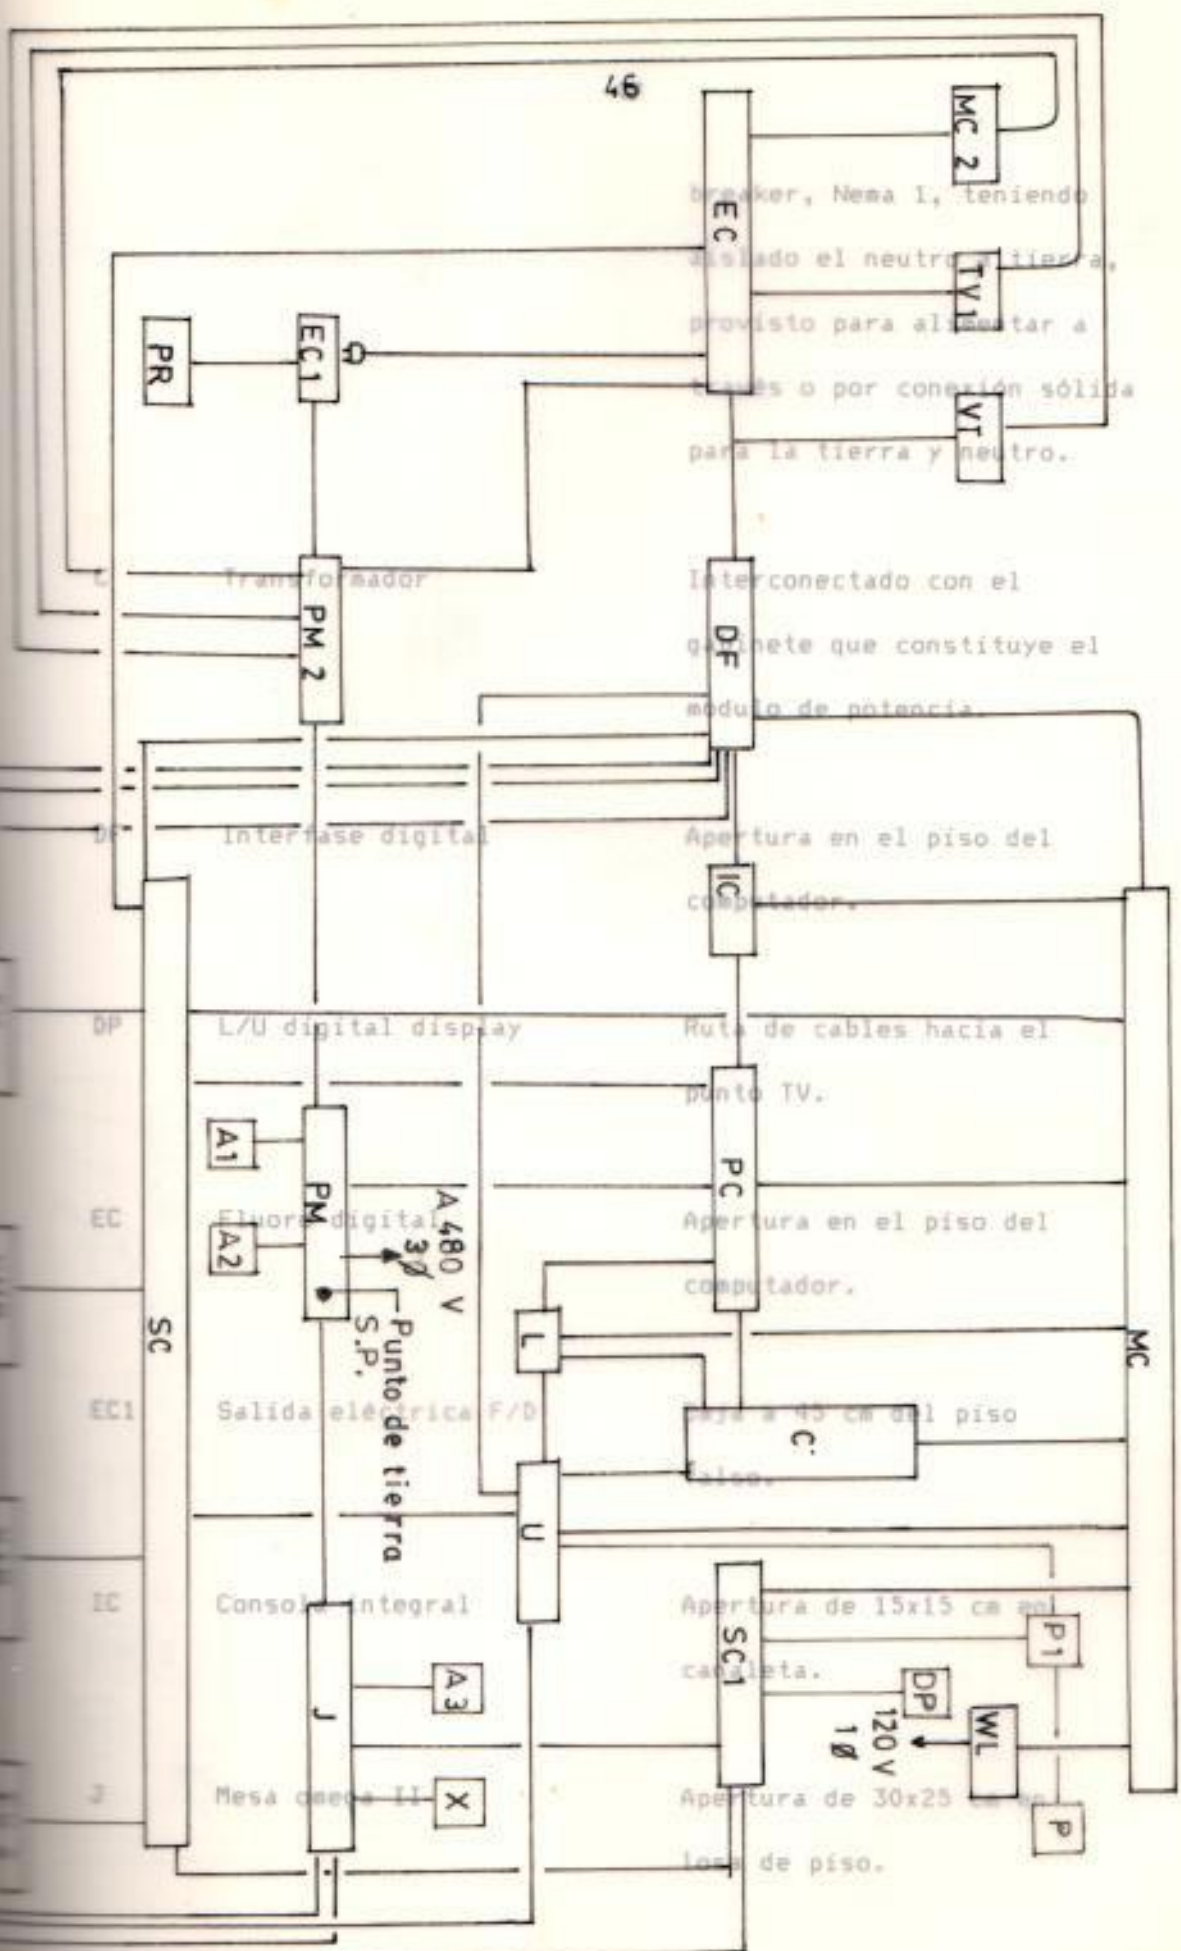 46
breaker, Nema 1, teniendo
aislado el neutro a tierra,
provisto para alimentar a
través o por conexión sólida
para la tierra y neutro.
L Transformador Interconectado con el
gabinete que constituye el
módulo de potencia.
DF Interfase digital Apertura en el piso del
computador.
DP L/U digital display Ruta de cables hacia el
punto TV.
EC Fluoro digital Apertura en el piso del
computador.
EC1 Salida eléctrica F/D Caja a 45 cm del piso
falso.
IC Consola integral Apertura de 15x15 cm en
canaleta.
J Mesa omega II Apertura de 30x25 cm en
losa de piso.
MC 2
TV1
VT
EC
EC1
PR
PM 2
DF
IC
PC
A1
A2
PM
A 480 V
3Ø
Punto de tierra
S.P.
L
C
U
SC
MC
SC1
P1
DP
WL
120 V
1Ø
P
A3
J
X